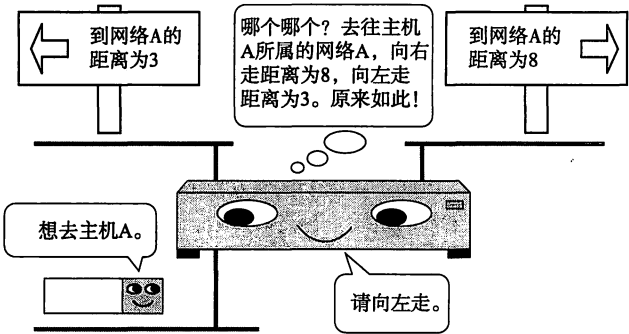 到网络A的
距离为3
哪个哪个？去往主机
A所属的网络A，向右
走距离为8，向左走
距离为3。原来如此！
到网络A的
距离为8
想去主机A。
请向左走。